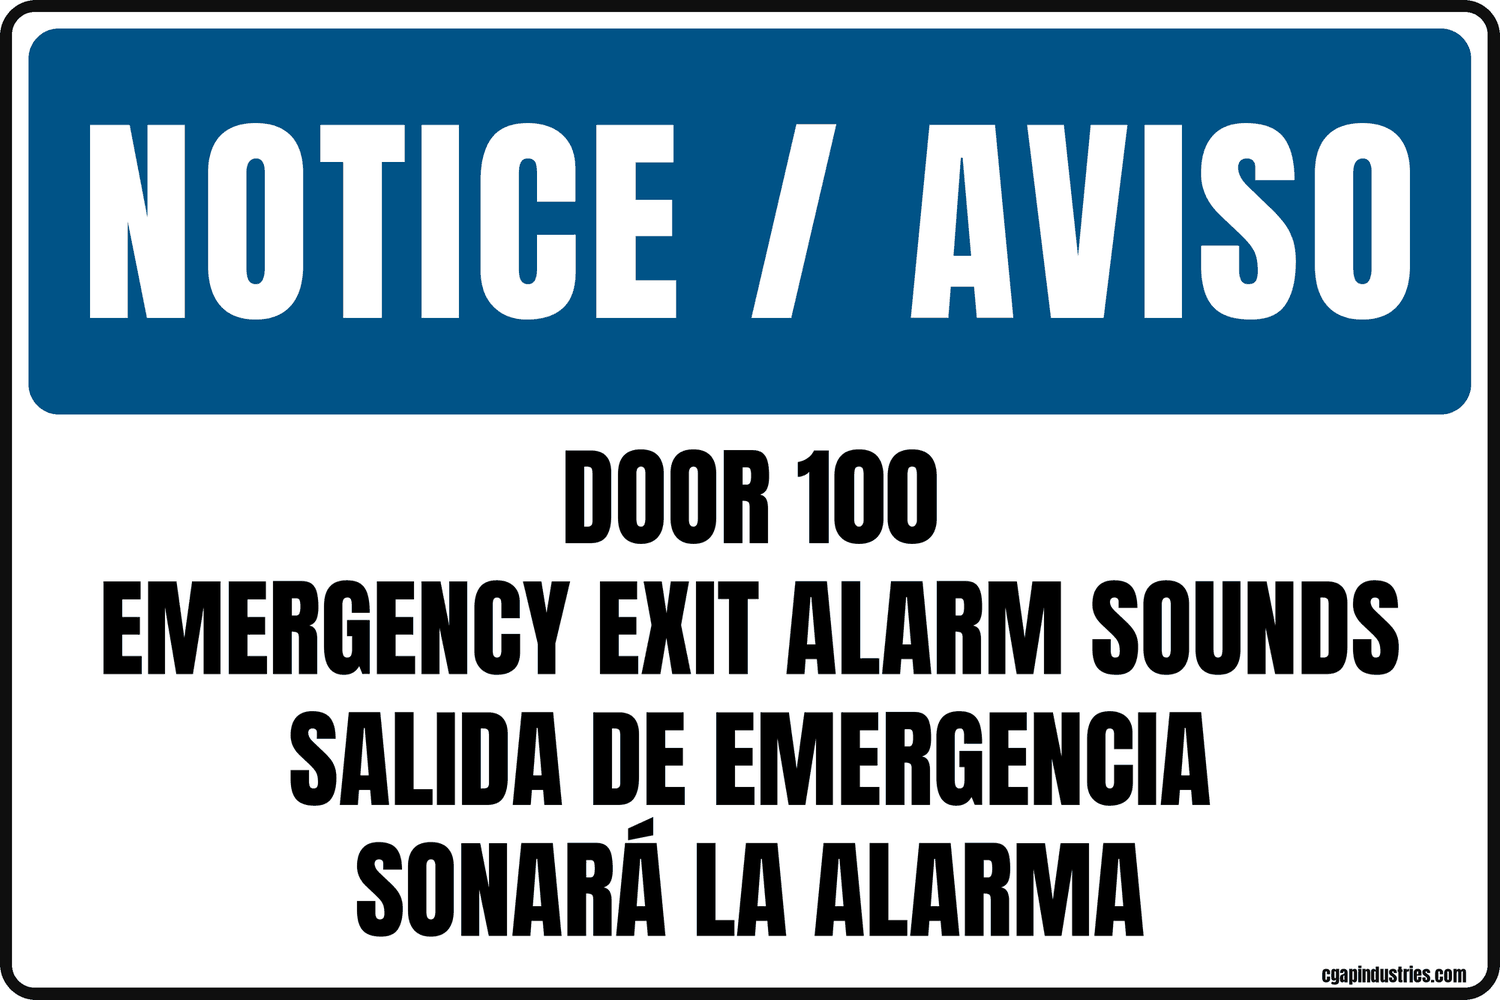 NOTICE / AVISO
DOOR 100
EMERGENCY EXIT ALARM SOUNDS
SALIDA DE EMERGENCIA
SONARÁ LA ALARMA
cgapindustries.com